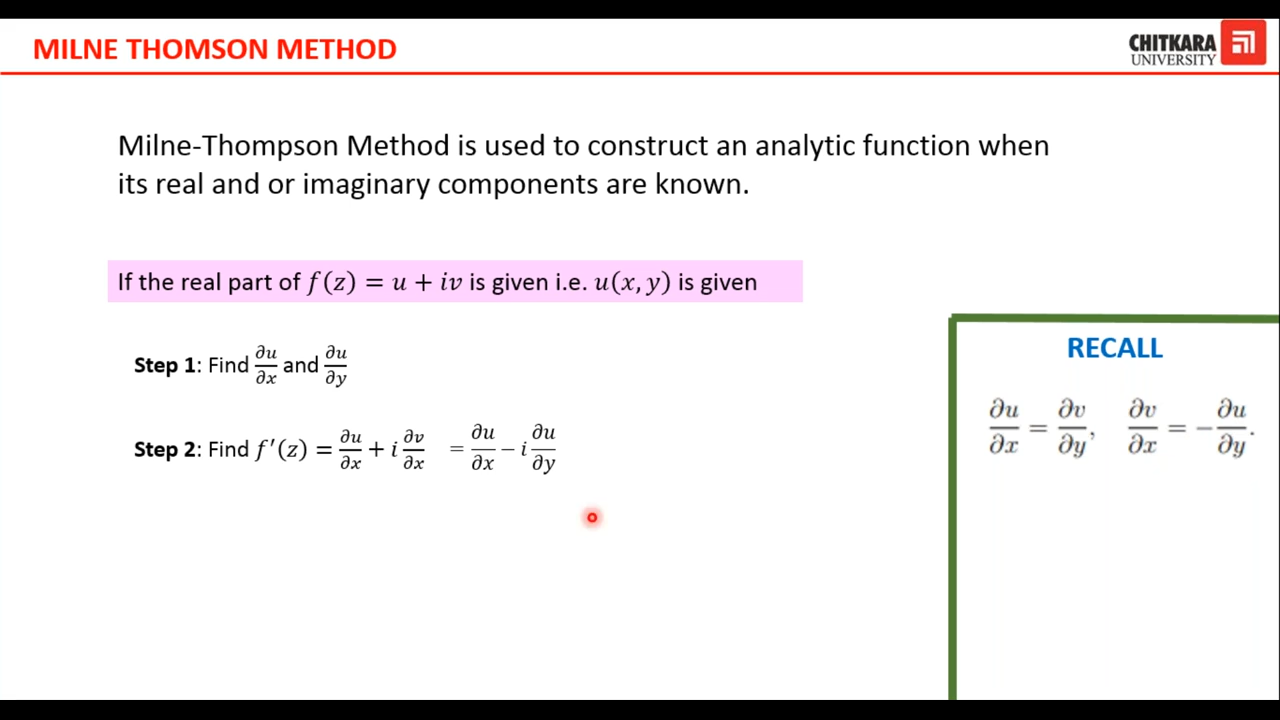 MILNE THOMSON METHOD
CHITKARA
UNIVERSITY
Milne-Thompson Method is used to construct an analytic function when
its real and or imaginary components are known.
If the real part of f(z) = u + iv is given i.e. u(x, y) is given
Step 1: Find ∂u/∂x and ∂u/∂y
Step 2: Find f′(z) = ∂u/∂x + i ∂v/∂x = ∂u/∂x − i ∂u/∂y
RECALL
∂u/∂x = ∂v/∂y, ∂v/∂x = −∂u/∂y.